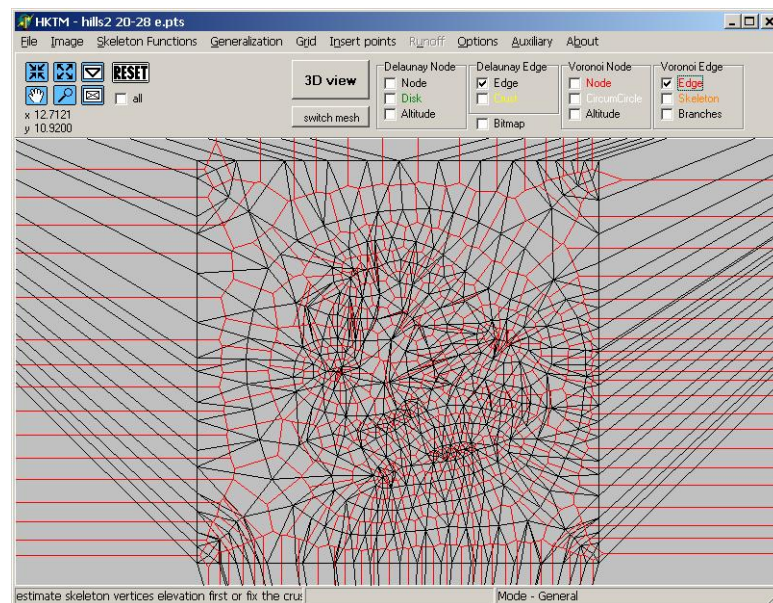 HKTM - hills2 20-28 e.pts
File Image Skeleton Functions Generalization Grid Insert points Runoff Options Auxiliary About
RESET
all
x 12.7121
y 10.9200
3D view
switch mesh
Delaunay Node
Node
Disk
Altitude
Delaunay Edge
Edge
Crust
Bitmap
Voronoi Node
Node
CircumCircle
Altitude
Voronoi Edge
Edge
Skeleton
Branches
estimate skeleton vertices elevation first or fix the crus
Mode - General